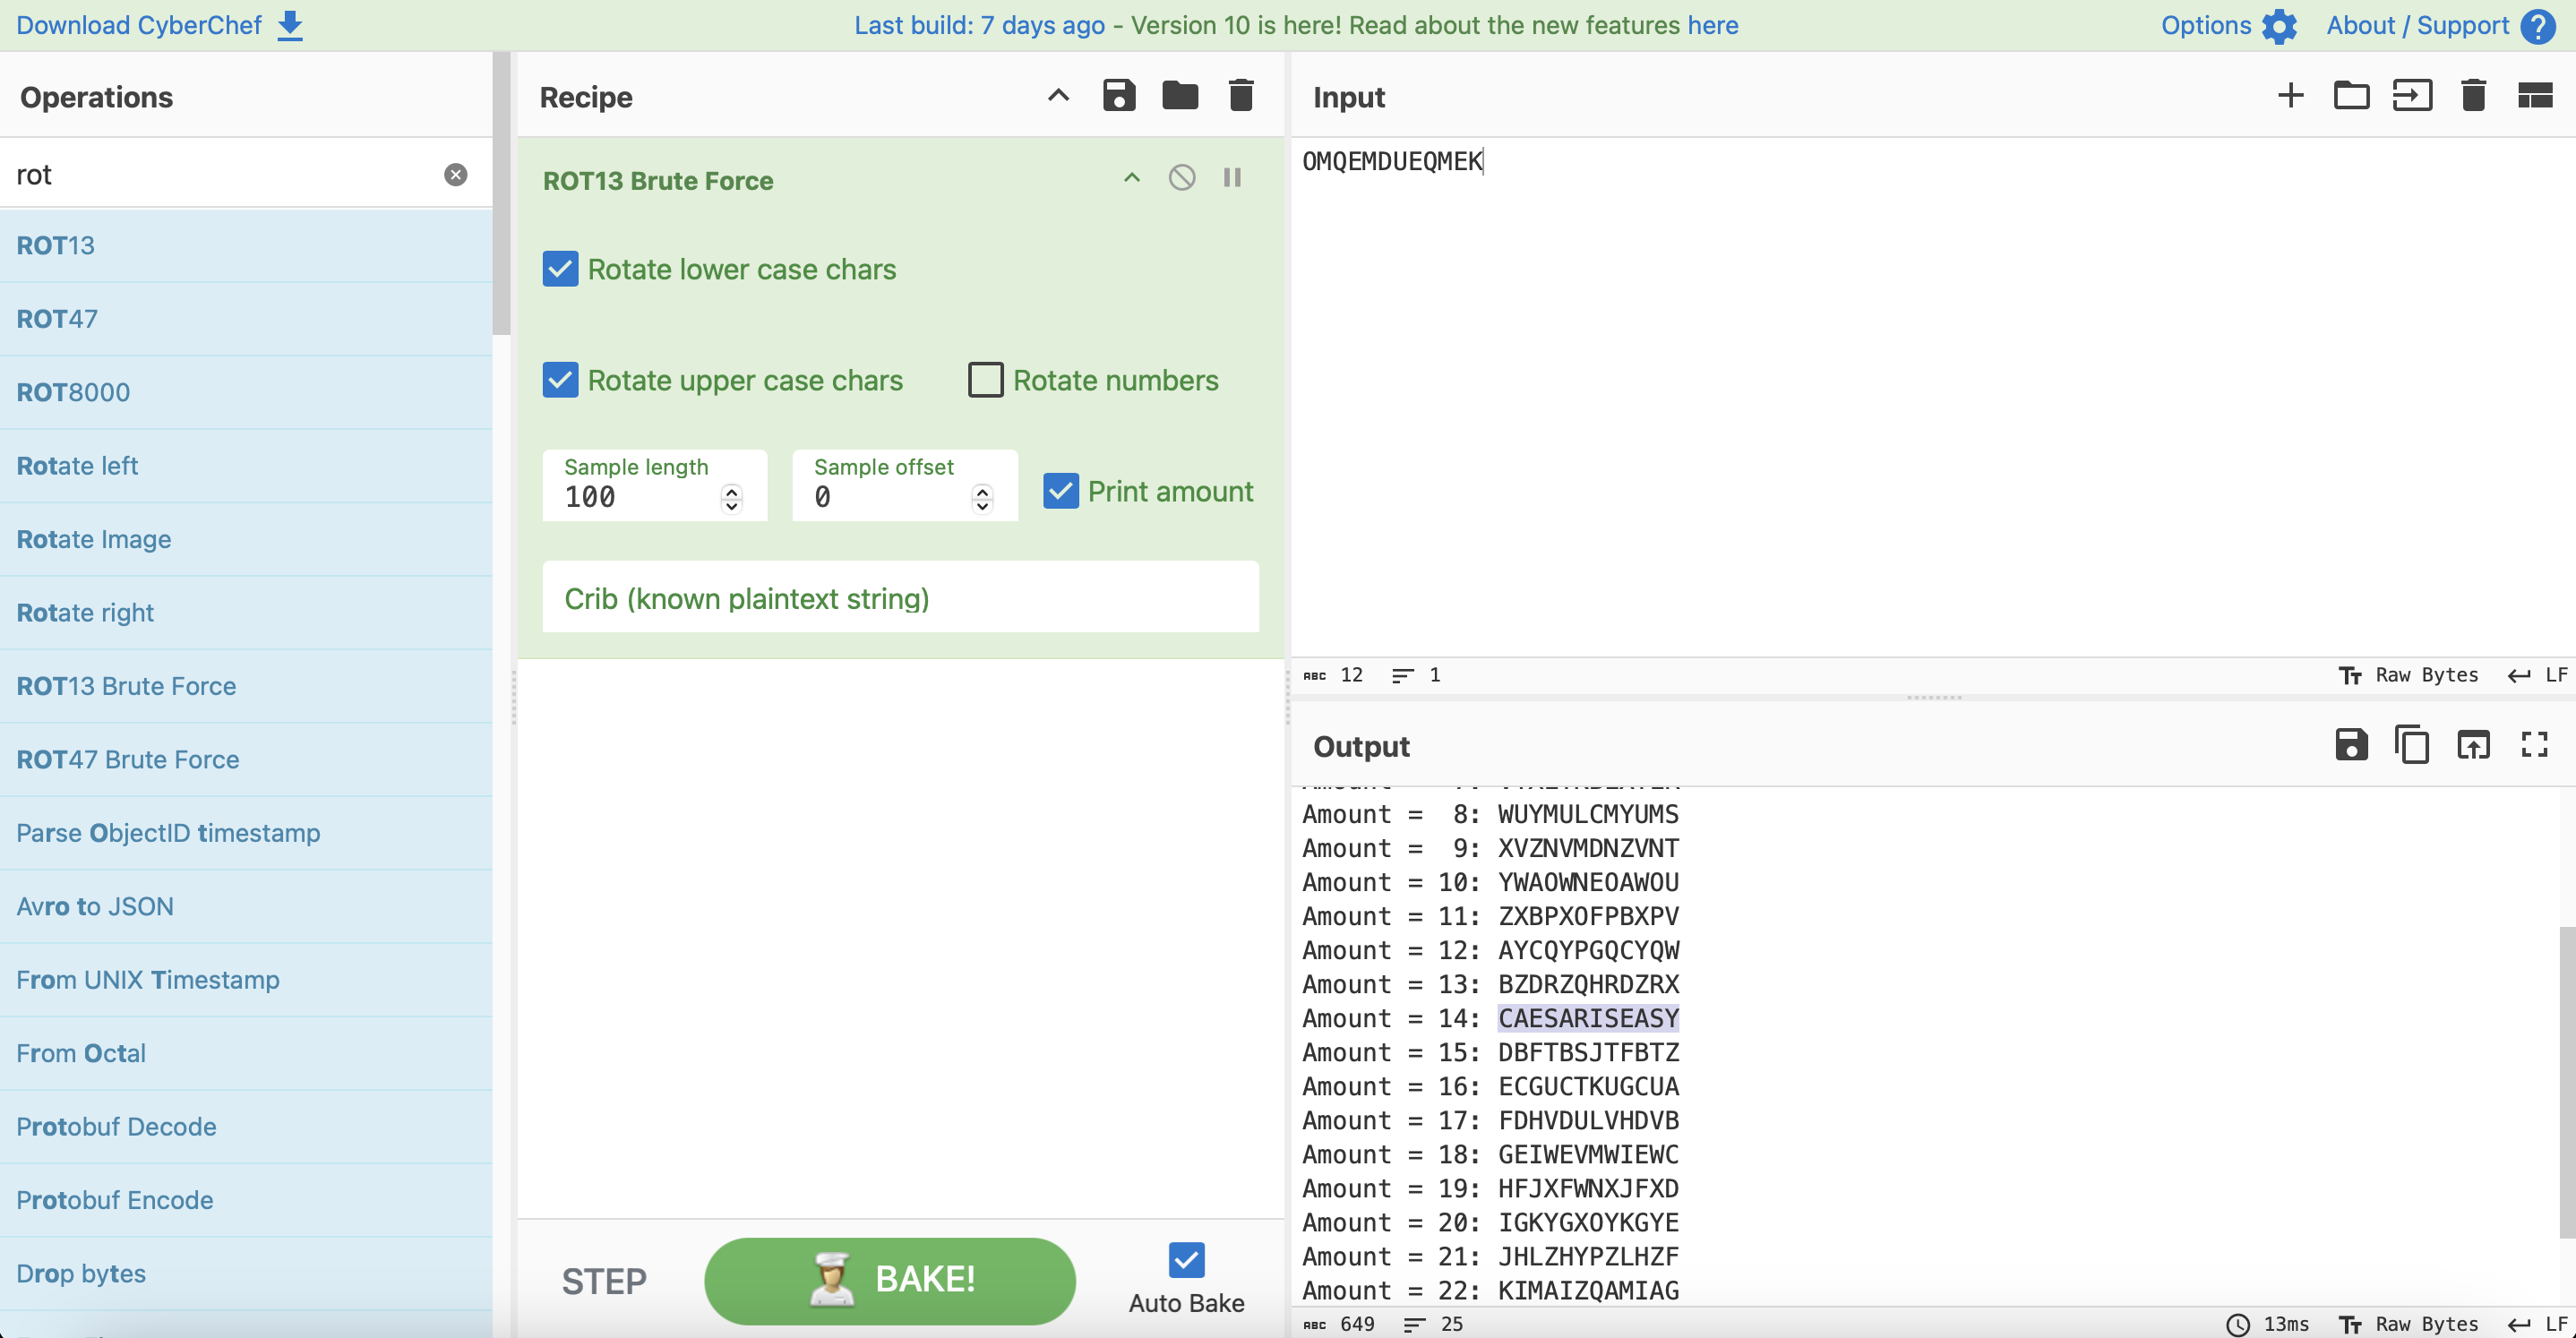 Download CyberChef
Last build: 7 days ago - Version 10 is here! Read about the new features here
Options
About / Support
Operations
rot
ROT13
ROT47
ROT8000
Rotate left
Rotate Image
Rotate right
ROT13 Brute Force
ROT47 Brute Force
Parse ObjectID timestamp
Avro to JSON
From UNIX Timestamp
From Octal
Protobuf Decode
Protobuf Encode
Drop bytes
Recipe
ROT13 Brute Force
Rotate lower case chars
Rotate upper case chars
Rotate numbers
Sample length
100
Sample offset
0
Print amount
Crib (known plaintext string)
STEP
BAKE!
Auto Bake
Input
OMQEMDUEQMEK
ABC 12 1
Raw Bytes LF
Output
Amount = 8: WUYMULCMYUMS
Amount = 9: XVZNVMDNZVNT
Amount = 10: YWAOWNEOAWOU
Amount = 11: ZXBPXOFPBXPV
Amount = 12: AYCQYPGQCYQW
Amount = 13: BZDRZQHRDZRX
Amount = 14: CAESARISEASY
Amount = 15: DBFTBSJTFBTZ
Amount = 16: ECGUCTKUGCUA
Amount = 17: FDHVDULVHDVB
Amount = 18: GEIWEVMWIEWC
Amount = 19: HFJXFWNXJFXD
Amount = 20: IGKYGXOYKGYE
Amount = 21: JHLZHYPZLHZF
Amount = 22: KIMAIZQAMIAG
ABC 649 25
13ms Raw Bytes LF